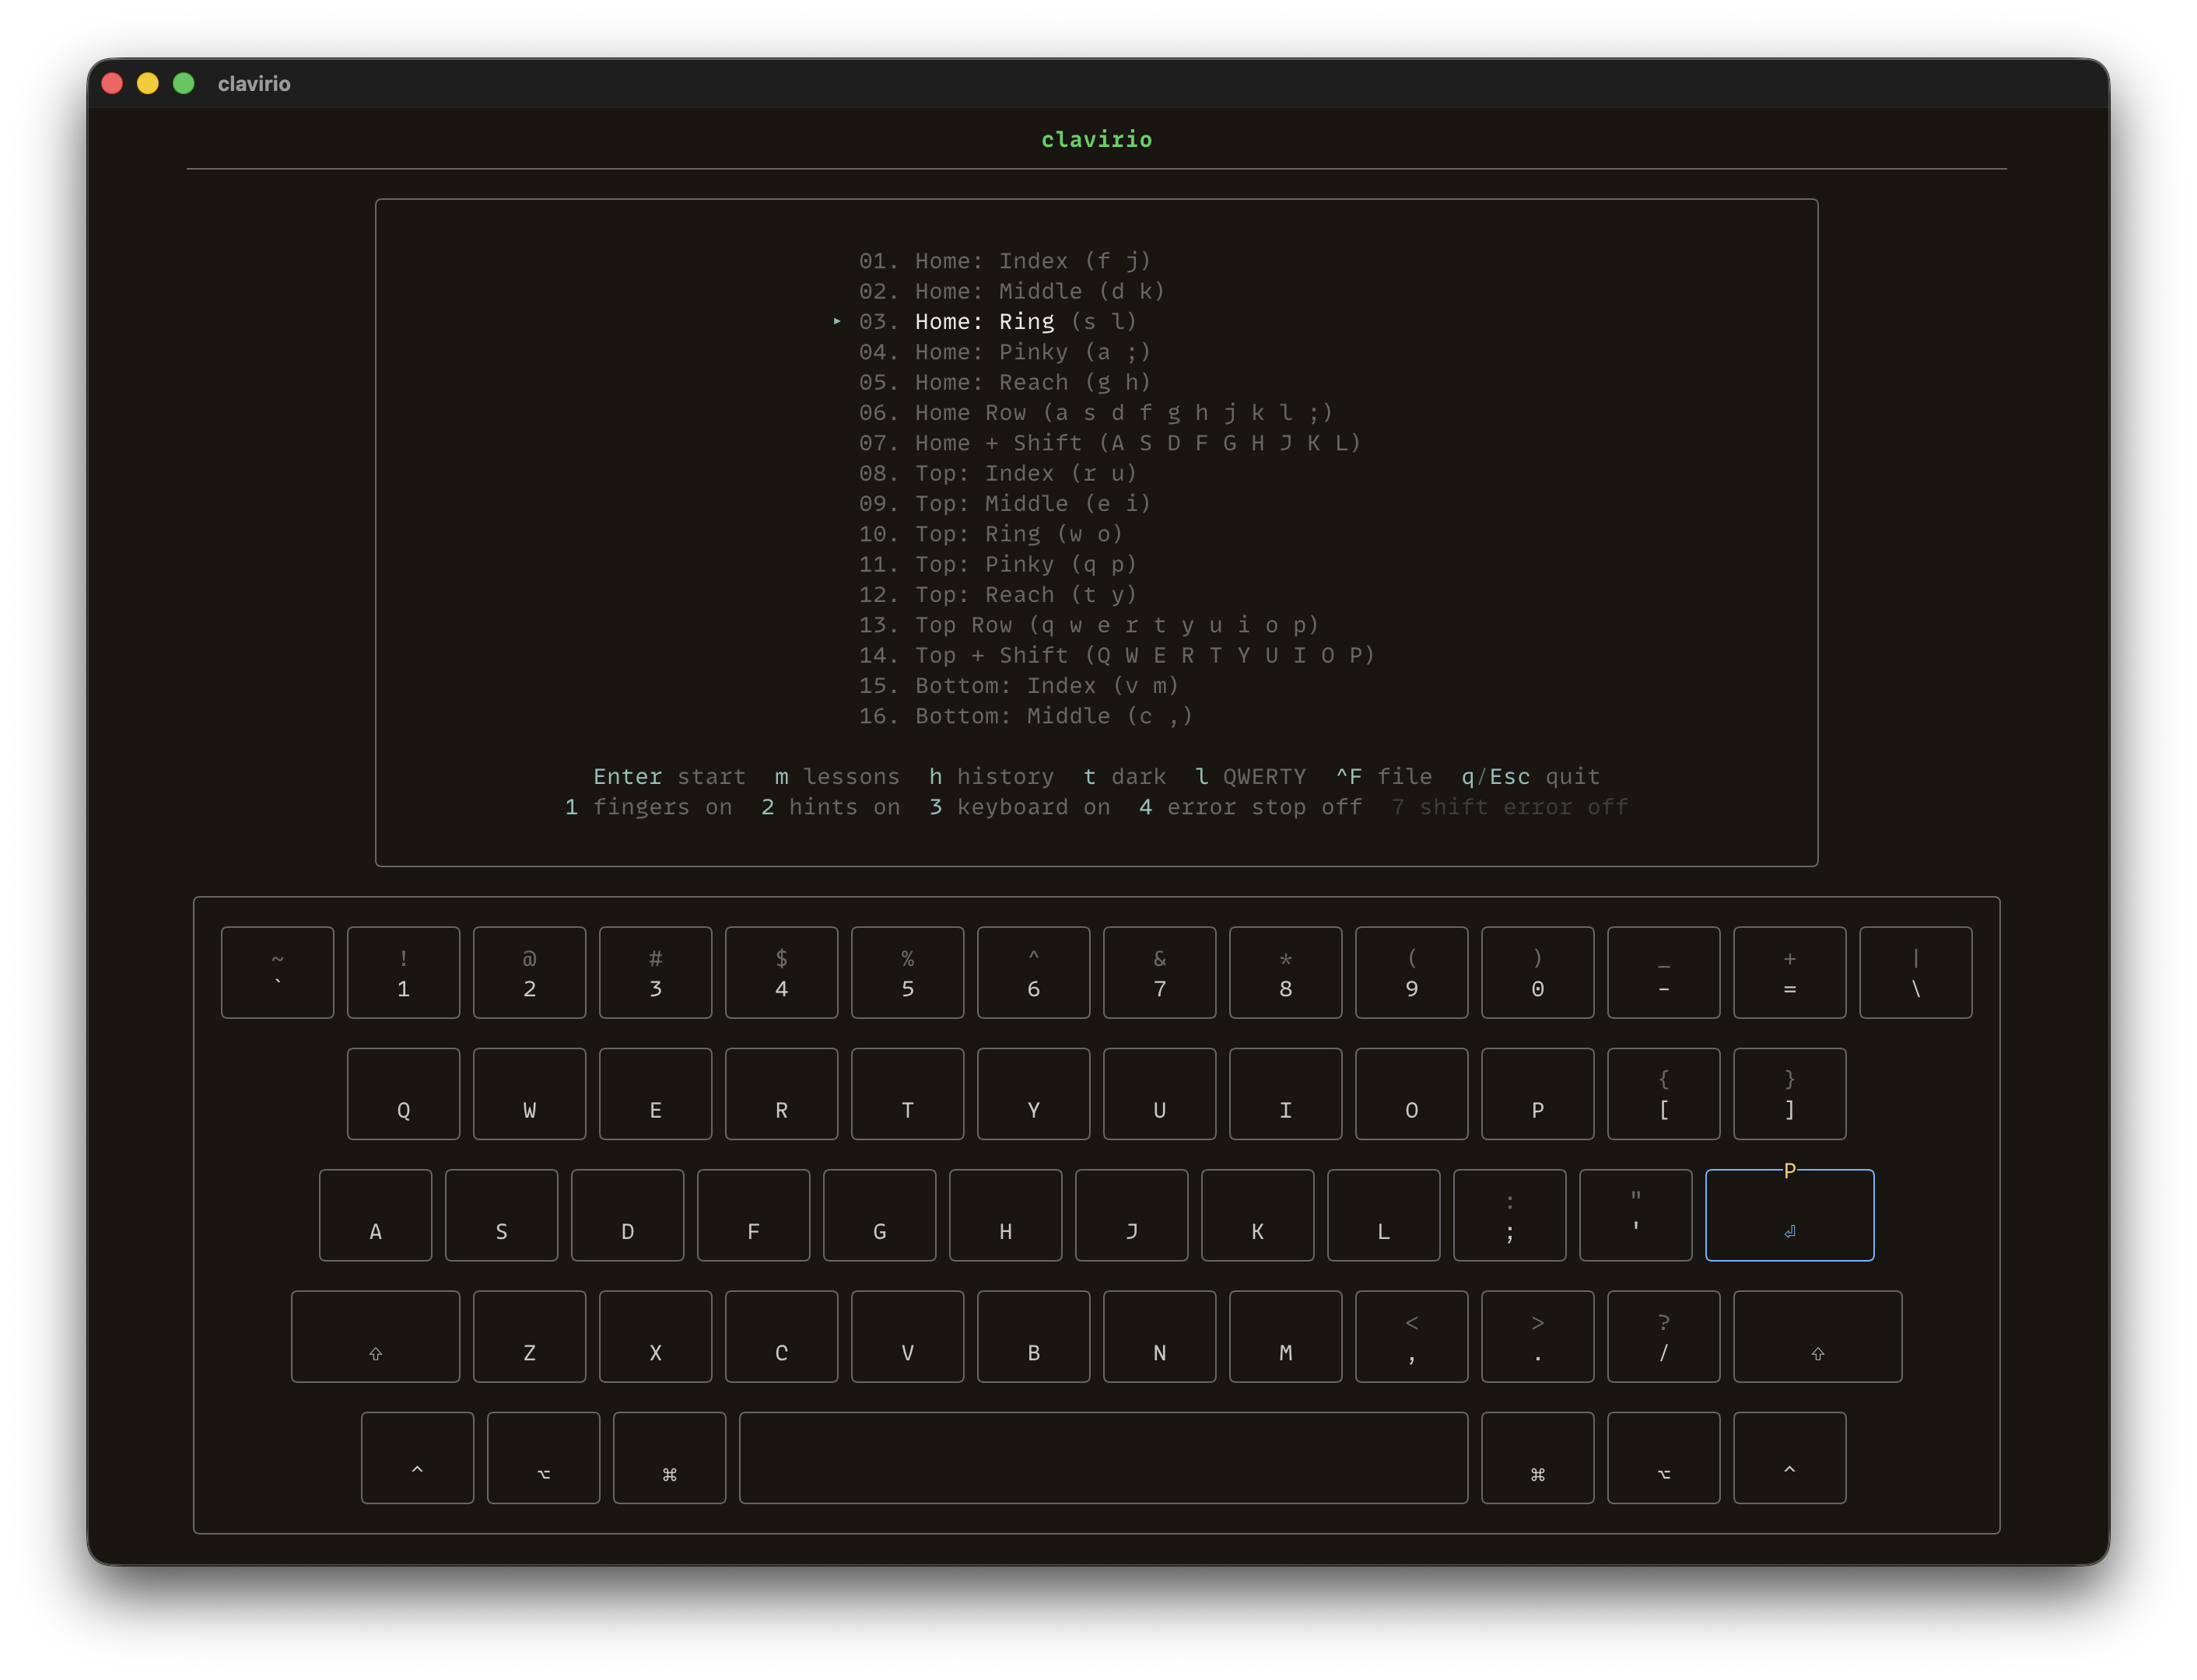 clavirio
clavirio
01. Home: Index (f j)
02. Home: Middle (d k)
▸ 03. Home: Ring (s l)
04. Home: Pinky (a ;)
05. Home: Reach (g h)
06. Home Row (a s d f g h j k l ;)
07. Home + Shift (A S D F G H J K L)
08. Top: Index (r u)
09. Top: Middle (e i)
10. Top: Ring (w o)
11. Top: Pinky (q p)
12. Top: Reach (t y)
13. Top Row (q w e r t y u i o p)
14. Top + Shift (Q W E R T Y U I O P)
15. Bottom: Index (v m)
16. Bottom: Middle (c ,)
Enter start  m lessons  h history  t dark  l QWERTY  ^F file  q/Esc quit
1 fingers on  2 hints on  3 keyboard on  4 error stop off  7 shift error off
~ ! @ # $ % ^ & * ( ) _ + |
` 1 2 3 4 5 6 7 8 9 0 - = \
{ }
Q W E R T Y U I O P [ ]
P
: "
A S D F G H J K L ; ' ⏎
< > ?
⇧ Z X C V B N M , . / ⇧
^ ⌥ ⌘ ⌘ ⌥ ^